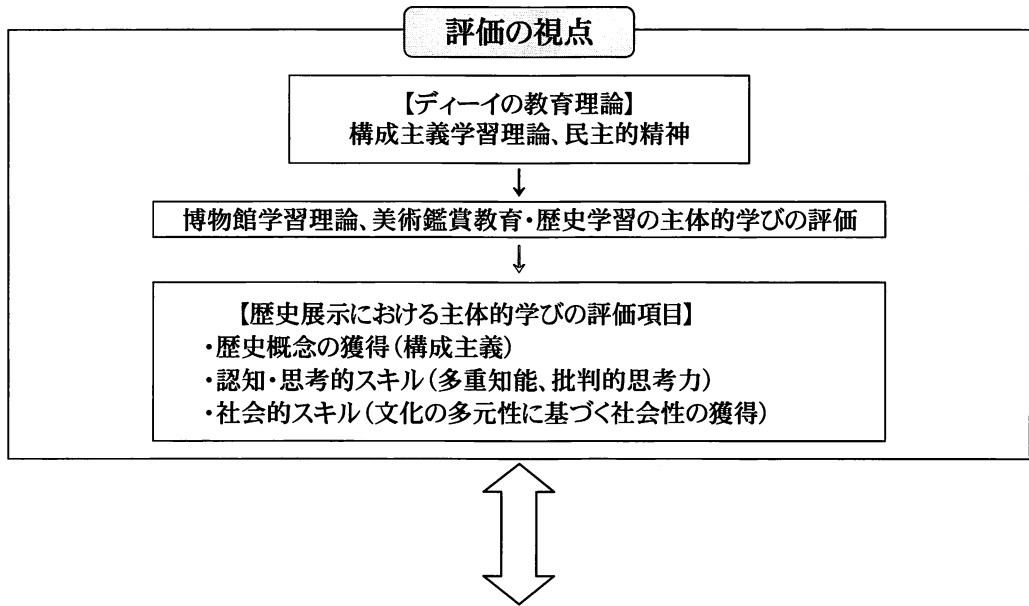 評価の視点
【ディーイの教育理論】
構成主義学習理論、民主的精神
博物館学習理論、美術鑑賞教育・歴史学習の主体的学びの評価
【歴史展示における主体的学びの評価項目】
・歴史概念の獲得(構成主義)
・認知・思考的スキル(多重知能、批判的思考力)
・社会的スキル(文化の多元性に基づく社会性の獲得)